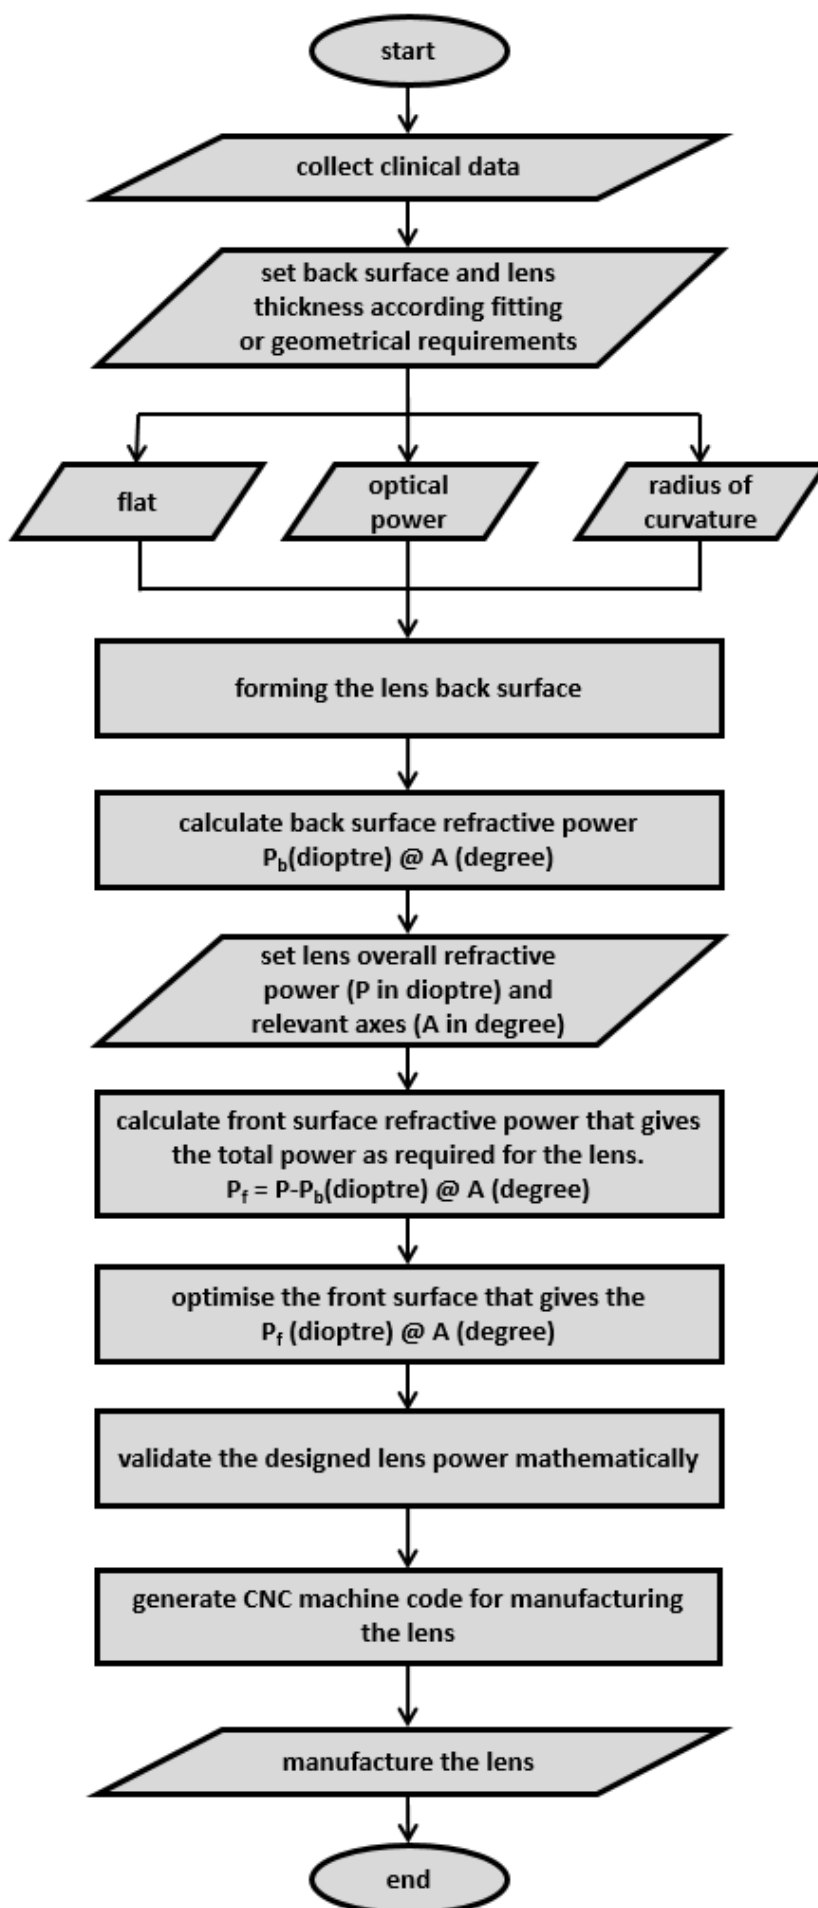 start
collect clinical data
set back surface and lens
thickness according fitting
or geometrical requirements
flat
optical
power
radius of
curvature
forming the lens back surface
calculate back surface refractive power
P_b(dioptre) @ A (degree)
set lens overall refractive
power (P in dioptre) and
relevant axes (A in degree)
calculate front surface refractive power that gives
the total power as required for the lens.
P_f = P-P_b(dioptre) @ A (degree)
optimise the front surface that gives the
P_f (dioptre) @ A (degree)
validate the designed lens power mathematically
generate CNC machine code for manufacturing
the lens
manufacture the lens
end